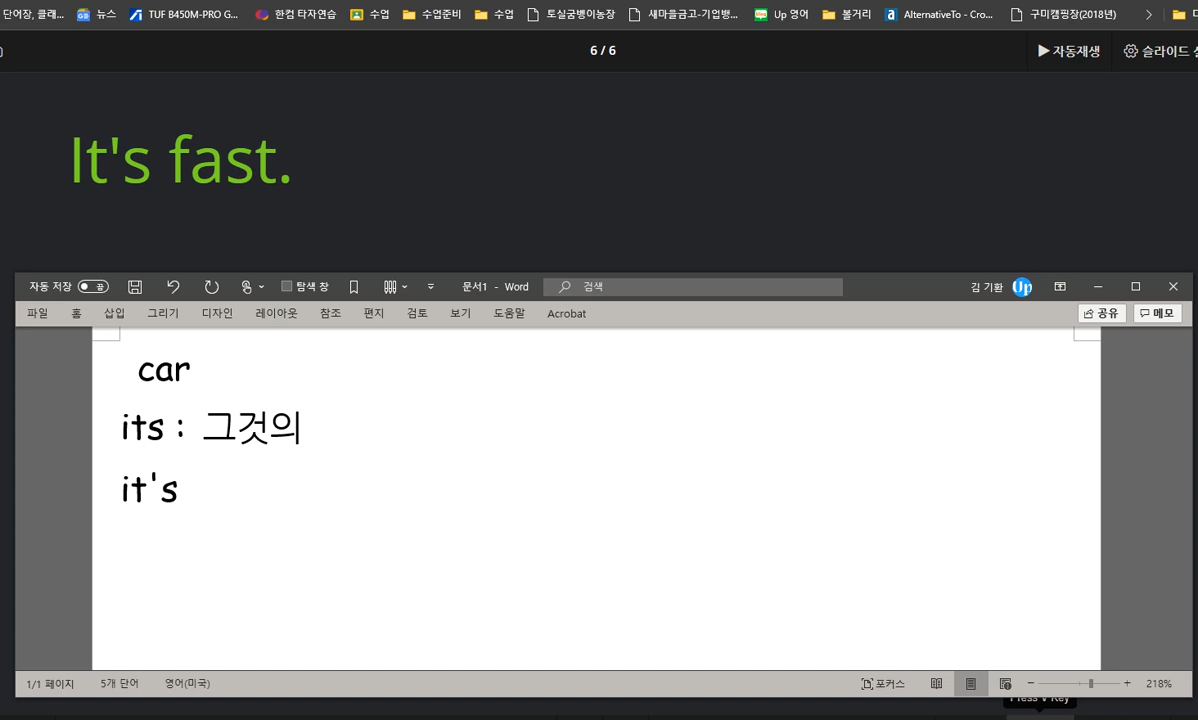 단어장, 클래... 뉴스 TUF B450M-PRO G... 한컴 타자연습 수업 수업준비 수업 토실굼벵이농장 새마을금고-기업뱅... Up 영어 볼거리 AlternativeTo - Cro... 구미캠핑장(2018년)
6 / 6 자동재생 슬라이드
It's fast.
자동 저장 끔 탐색 창 문서1 - Word 검색 김 기환 Up
파일 홈 삽입 그리기 디자인 레이아웃 참조 편지 검토 보기 도움말 Acrobat 공유 메모
car
its : 그것의
it's
1/1 페이지 5개 단어 영어(미국) 포커스 218%
Press V Key